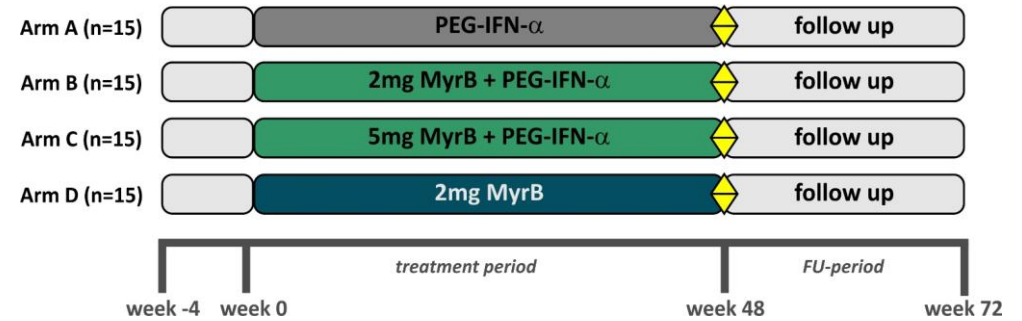 Arm A (n=15) PEG-IFN-α follow up
Arm B (n=15) 2mg MyrB + PEG-IFN-α follow up
Arm C (n=15) 5mg MyrB + PEG-IFN-α follow up
Arm D (n=15) 2mg MyrB follow up
treatment period FU-period
week -4 week 0 week 48 week 72